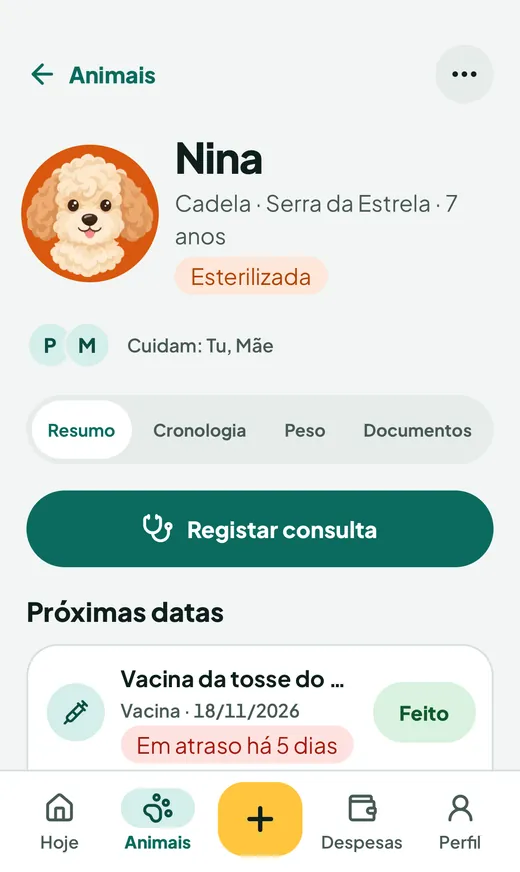 Animais
Nina
Cadela · Serra da Estrela · 7
anos
Esterilizada
P M Cuidam: Tu, Mãe
Resumo Cronologia Peso Documentos
Registar consulta
Próximas datas
Vacina da tosse do ...
Vacina · 18/11/2026
Feito
Em atraso há 5 dias
Hoje Animais Despesas Perfil